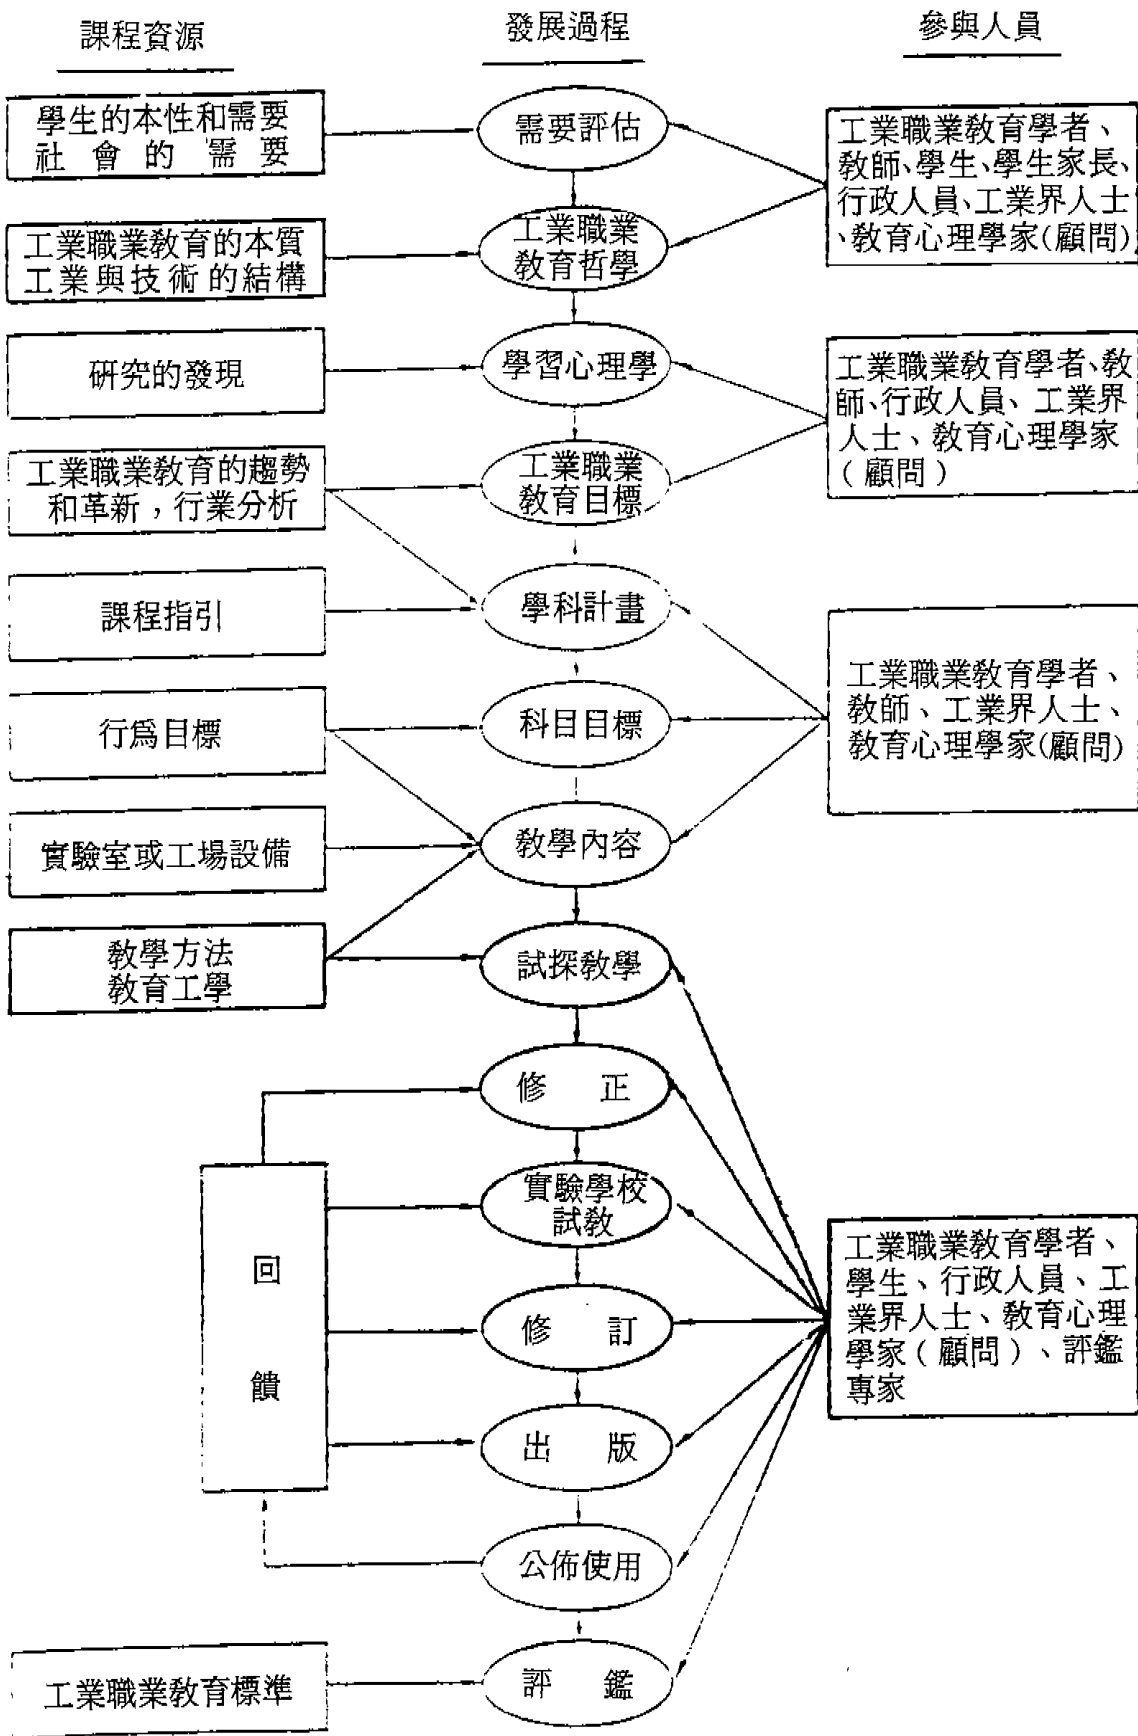 課程資源
發展過程
參與人員
學生的本性和需要
社會的需要
需要評估
工業職業教育學者、
教師、學生、學生家長、
行政人員、工業界人士
、教育心理學家(顧問)
工業職業教育的本質
工業與技術的結構
工業職業
教育哲學
研究的發現
學習心理學
工業職業教育學者、教
師、行政人員、工業界
人士、教育心理學家
(顧問)
工業職業教育的趨勢
和革新,行業分析
工業職業
教育目標
課程指引
學科計畫
工業職業教育學者、
教師、工業界人士、
教育心理學家(顧問)
行爲目標
科目目標
實驗室或工場設備
教學內容
教學方法
教育工學
試探教學
修正
實驗學校
試教
回饋
修訂
工業職業教育學者、
學生、行政人員、工
業界人士、教育心理
學家(顧問)、評鑑
專家
出版
公佈使用
工業職業教育標準
評鑑